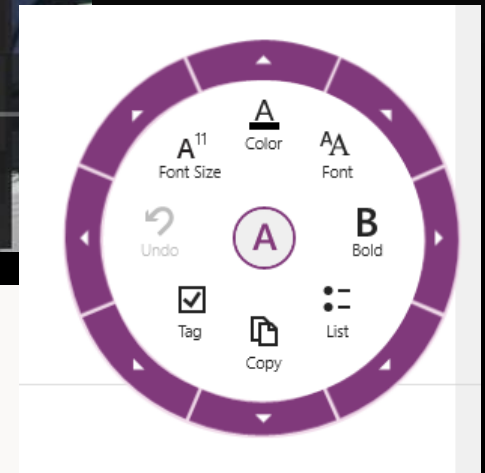 A
Color
A11
Font Size
AA
Font
Undo
A
B
Bold
Tag
List
Copy